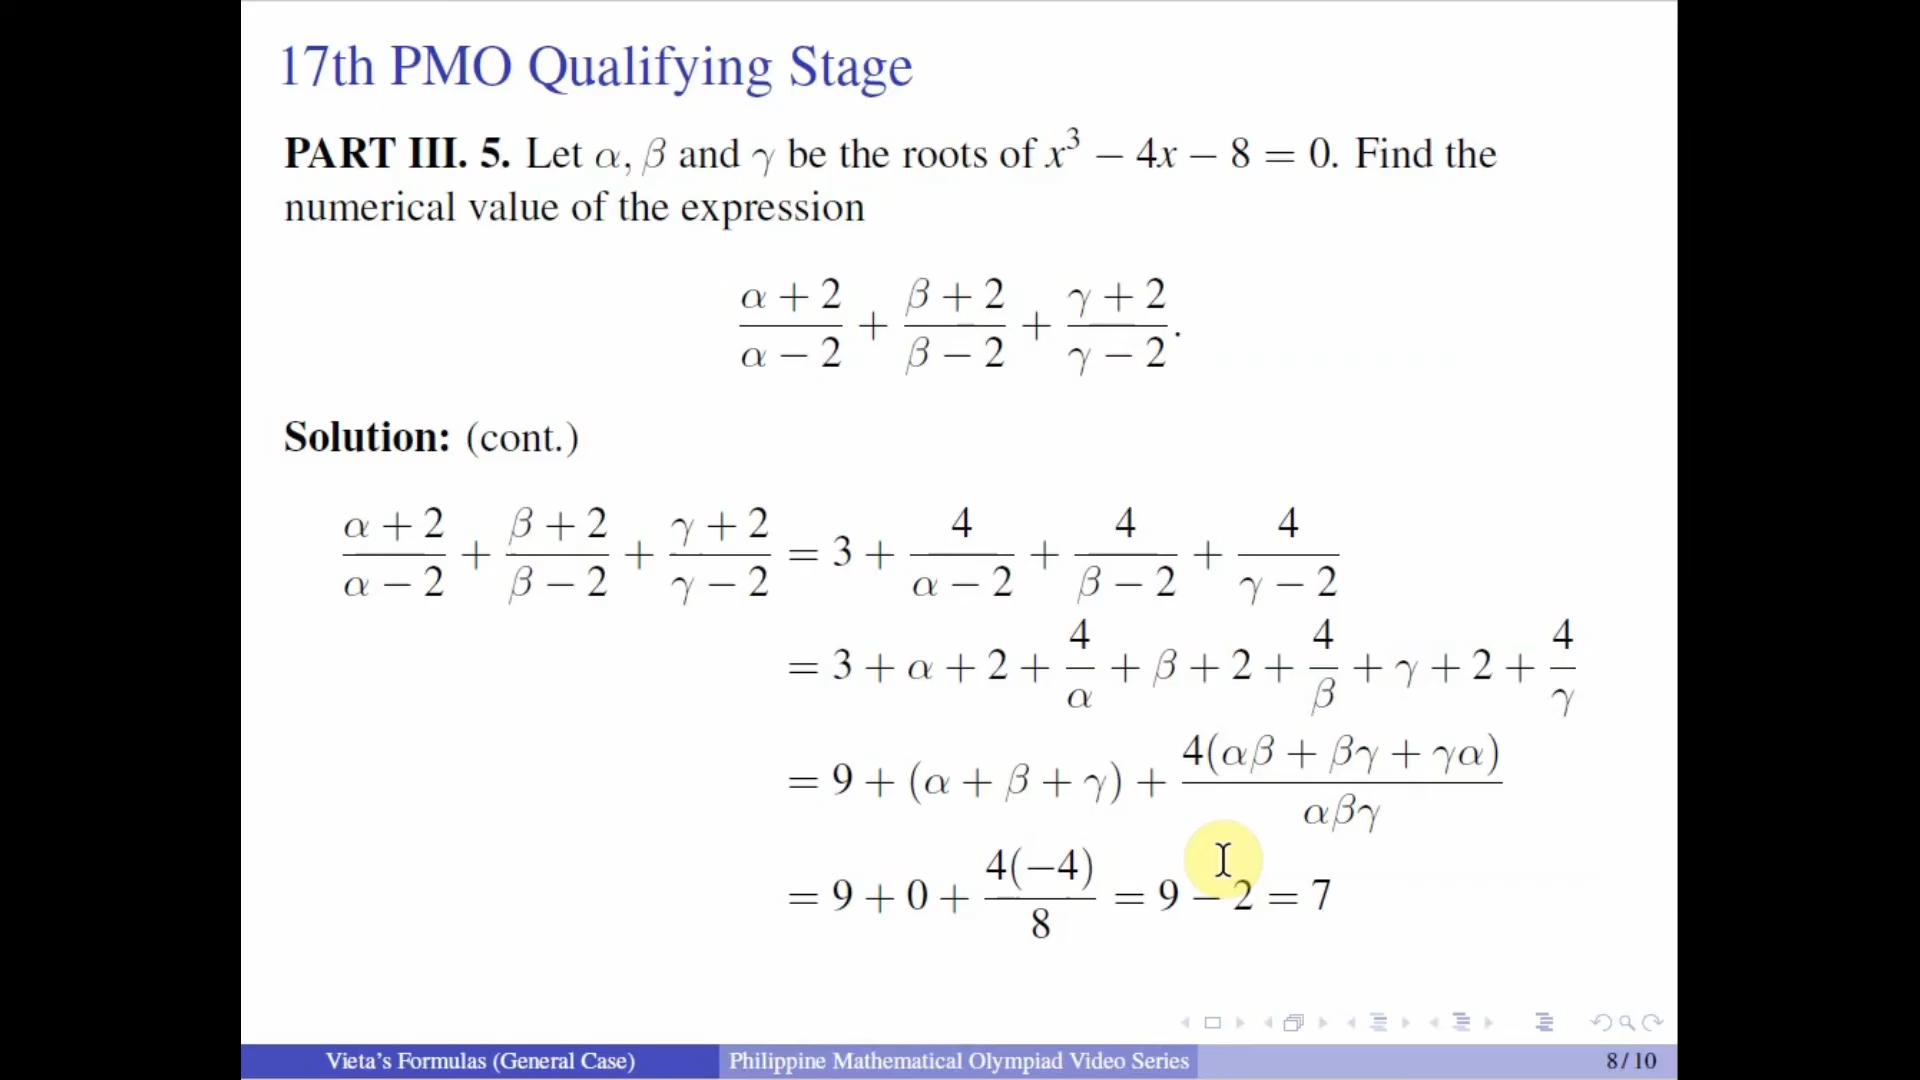 17th PMO Qualifying Stage
PART III. 5. Let α, β and γ be the roots of x³ − 4x − 8 = 0. Find the
numerical value of the expression
(α + 2)/(α − 2) + (β + 2)/(β − 2) + (γ + 2)/(γ − 2).
Solution: (cont.)
(α + 2)/(α − 2) + (β + 2)/(β − 2) + (γ + 2)/(γ − 2) = 3 + 4/(α − 2) + 4/(β − 2) + 4/(γ − 2)
= 3 + α + 2 + 4/α + β + 2 + 4/β + γ + 2 + 4/γ
= 9 + (α + β + γ) + 4(αβ + βγ + γα)/(αβγ)
= 9 + 0 + 4(−4)/8 = 9 − 2 = 7
Vieta's Formulas (General Case) Philippine Mathematical Olympiad Video Series 8 / 10